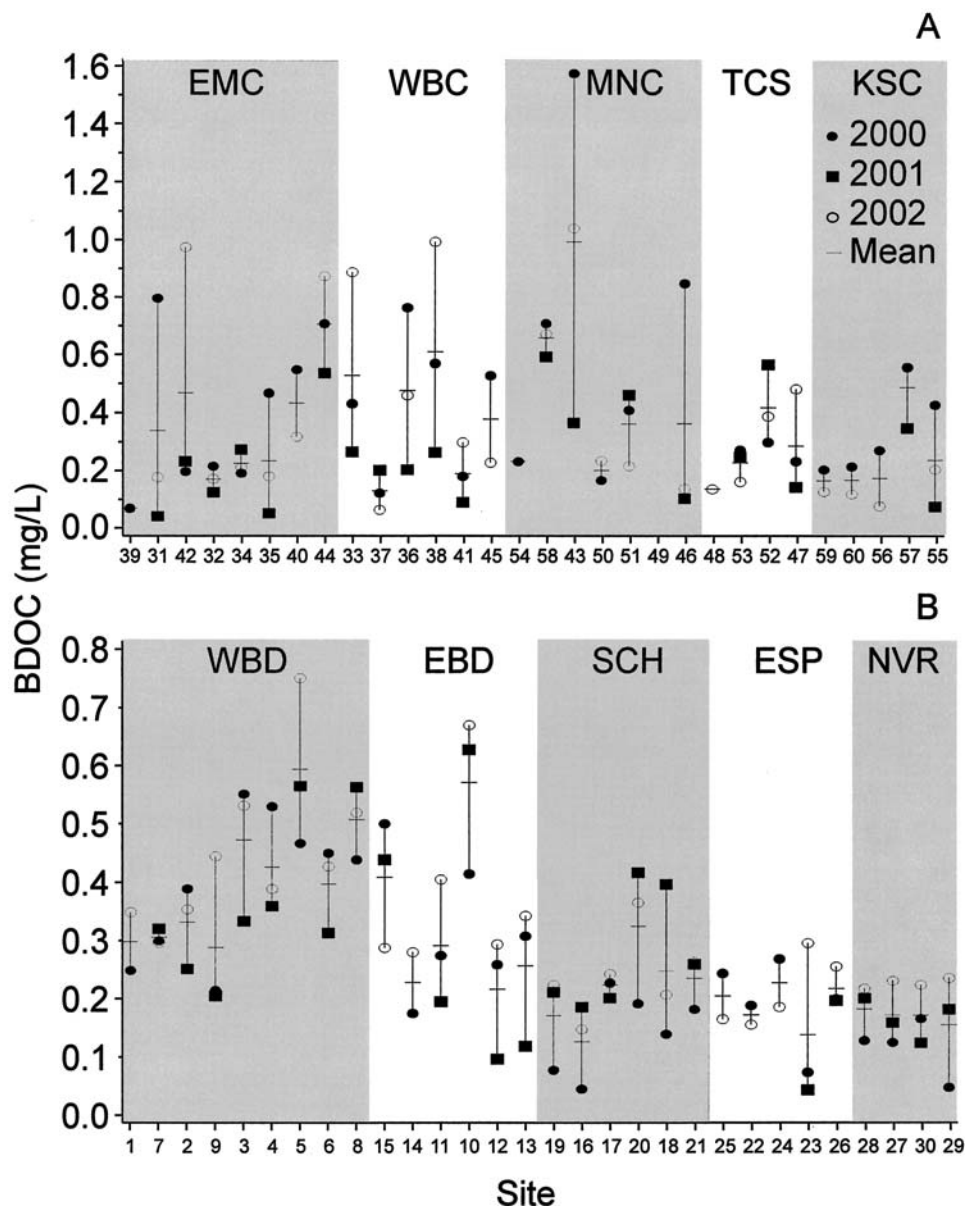 A
EMC WBC MNC TCS KSC
2000
2001
2002
Mean
1.6
1.4
1.2
1.0
0.8
0.6
0.4
0.2
0.0
39 31 42 32 34 35 40 44 33 37 36 38 41 45 54 58 43 50 51 49 46 48 53 52 47 59 60 56 57 55
BDOC (mg/L)
B
WBD EBD SCH ESP NVR
0.8
0.7
0.6
0.5
0.4
0.3
0.2
0.1
0.0
1 7 2 9 3 4 5 6 8 15 14 11 10 12 13 19 16 17 20 18 21 25 22 24 23 26 28 27 30 29
Site